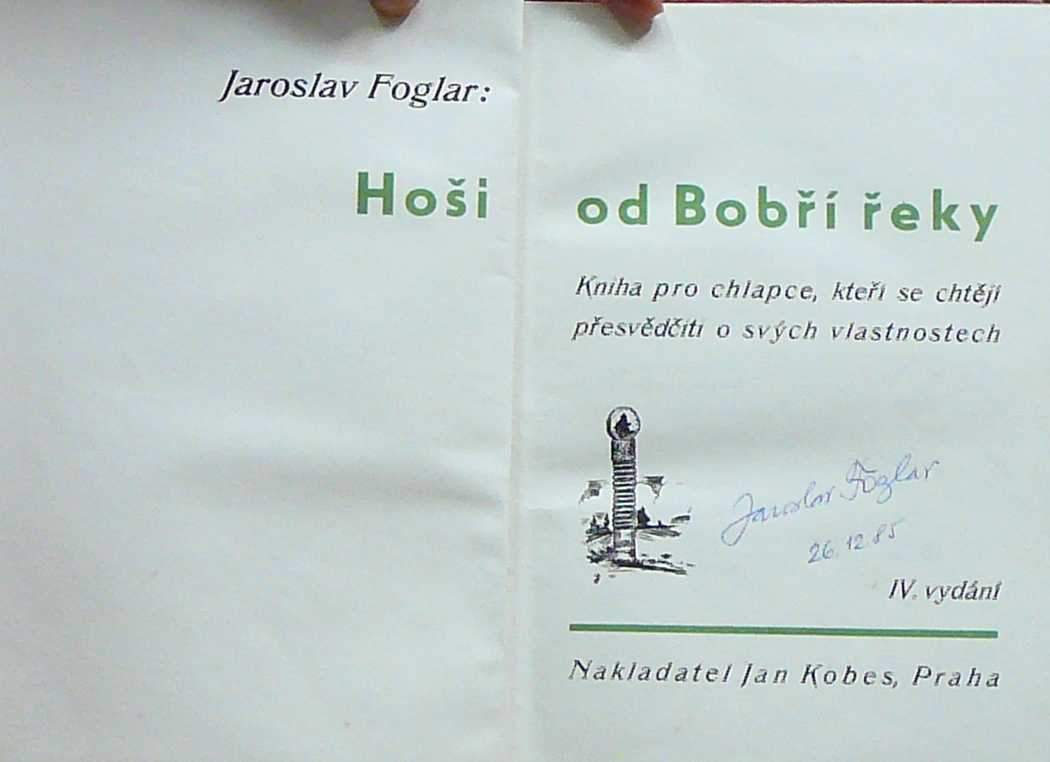 Jaroslav Foglar:
Hoši od Bobří řeky
Kniha pro chlapce, kteří se chtějí
přesvědčiti o svých vlastnostech
Jaroslav Foglar
26. 12 85
IV. vydání
Nakladatel Jan Kobes, Praha